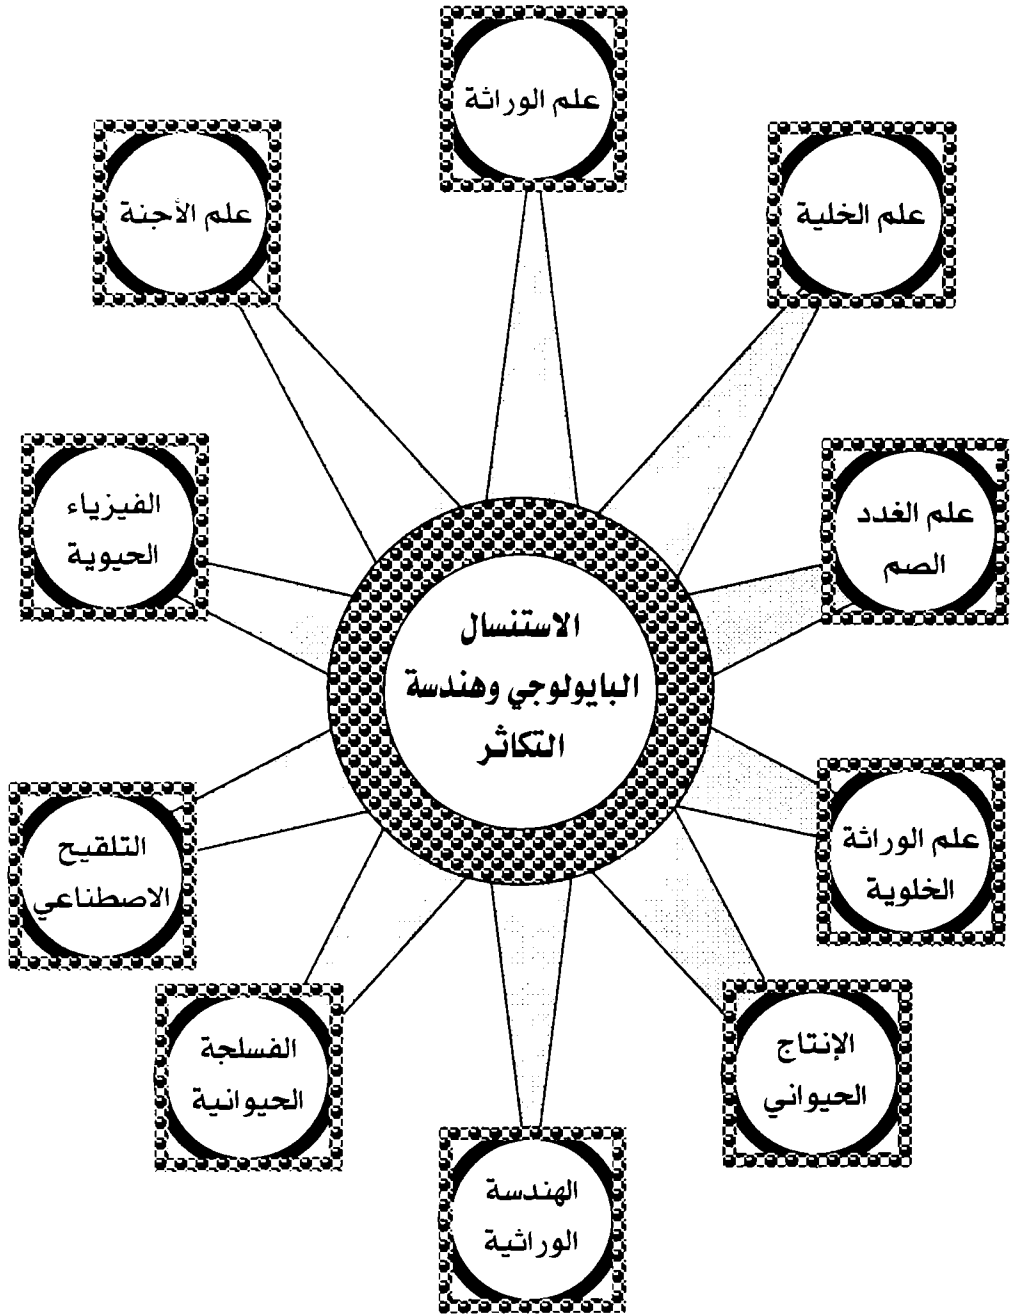 علم الوراثة
علم الخلية
علم الأجنة
علم الغدد
الصم
الفيزياء
الحيوية
الاستنسال
البايولوجي وهندسة
التكاثر
علم الوراثة
الخلوية
التلقيح
الاصطناعي
الإنتاج
الحيواني
الفسلجة
الحيوانية
الهندسة
الوراثية